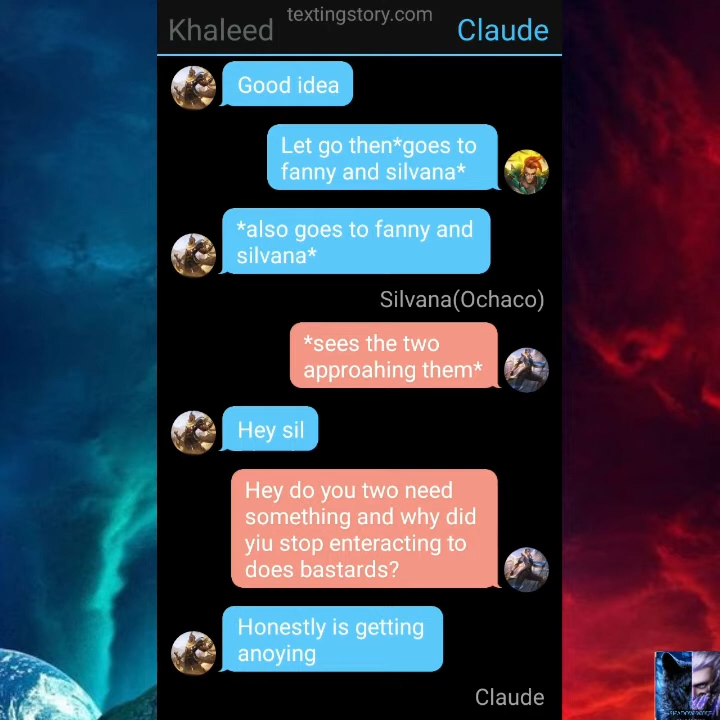 textingstory.com
Khaleed
Claude
Good idea
Let go then*goes to
fanny and silvana*
*also goes to fanny and
silvana*
Silvana(Ochaco)
*sees the two
approahing them*
Hey sil
Hey do you two need
something and why did
yiu stop enteracting to
does bastards?
Honestly is getting
anoying
Claude